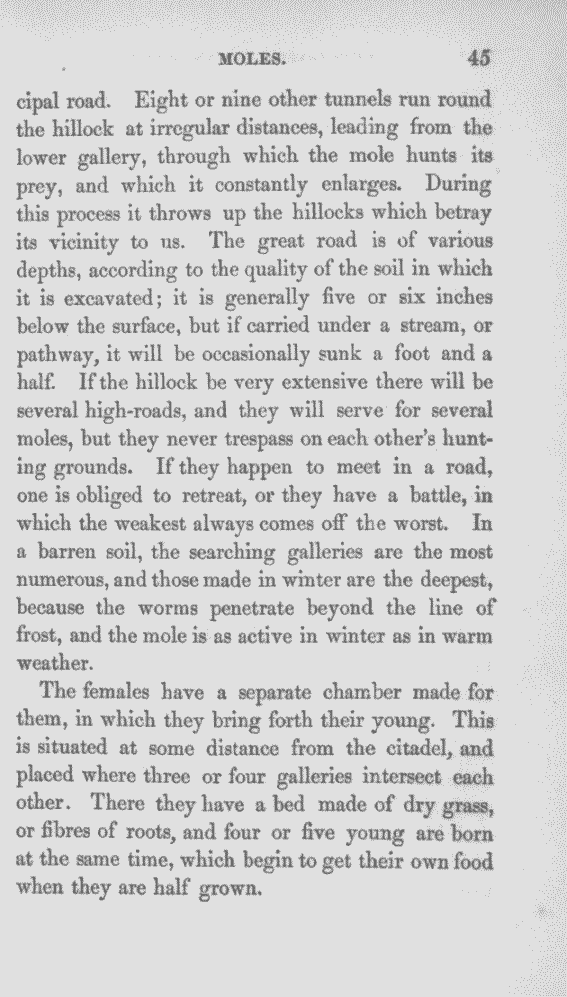 MOLES. 45
cipal road. Eight or nine other tunnels run round
the hillock at irregular distances, leading from the
lower gallery, through which the mole hunts its
prey, and which it constantly enlarges. During
this process it throws up the hillocks which betray
its vicinity to us. The great road is of various
depths, according to the quality of the soil in which
it is excavated; it is generally five or six inches
below the surface, but if carried under a stream, or
pathway, it will be occasionally sunk a foot and a
half. If the hillock be very extensive there will be
several high-roads, and they will serve for several
moles, but they never trespass on each other's hunt-
ing grounds. If they happen to meet in a road,
one is obliged to retreat, or they have a battle, in
which the weakest always comes off the worst. In
a barren soil, the searching galleries are the most
numerous, and those made in winter are the deepest,
because the worms penetrate beyond the line of
frost, and the mole is as active in winter as in warm
weather.
The females have a separate chamber made for
them, in which they bring forth their young. This
is situated at some distance from the citadel, and
placed where three or four galleries intersect each
other. There they have a bed made of dry grass,
or fibres of roots, and four or five young are born
at the same time, which begin to get their own food
when they are half grown.